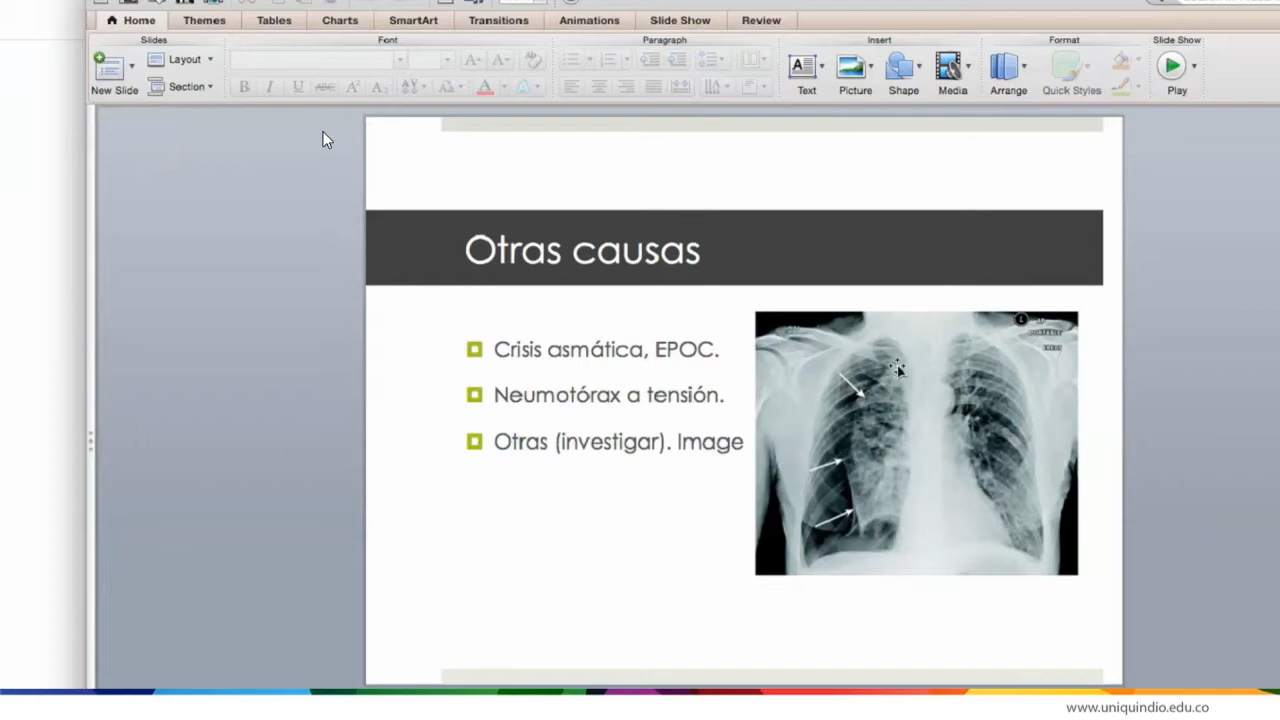 Home Themes Tables Charts SmartArt Transitions Animations Slide Show Review
Slides Font Paragraph Insert Format Slide Show
Layout
New Slide Section Text Picture Shape Media Arrange Quick Styles Play
Otras causas
Crisis asmática, EPOC.
Neumotórax a tensión.
Otras (investigar). Image
L
PORTABLE
www.uniquindio.edu.co